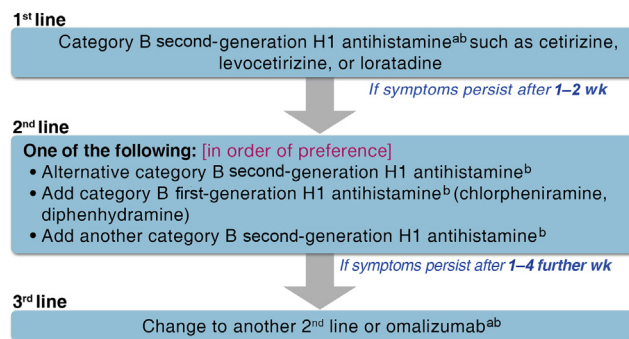 1st line
Category B second-generation H1 antihistamineab such as cetirizine,
levocetirizine, or loratadine
If symptoms persist after 1–2 wk
2nd line
One of the following: [in order of preference]
• Alternative category B second-generation H1 antihistamineb
• Add category B first-generation H1 antihistamineb (chlorpheniramine,
diphenhydramine)
• Add another category B second-generation H1 antihistamineb
If symptoms persist after 1–4 further wk
3rd line
Change to another 2nd line or omalizumabab